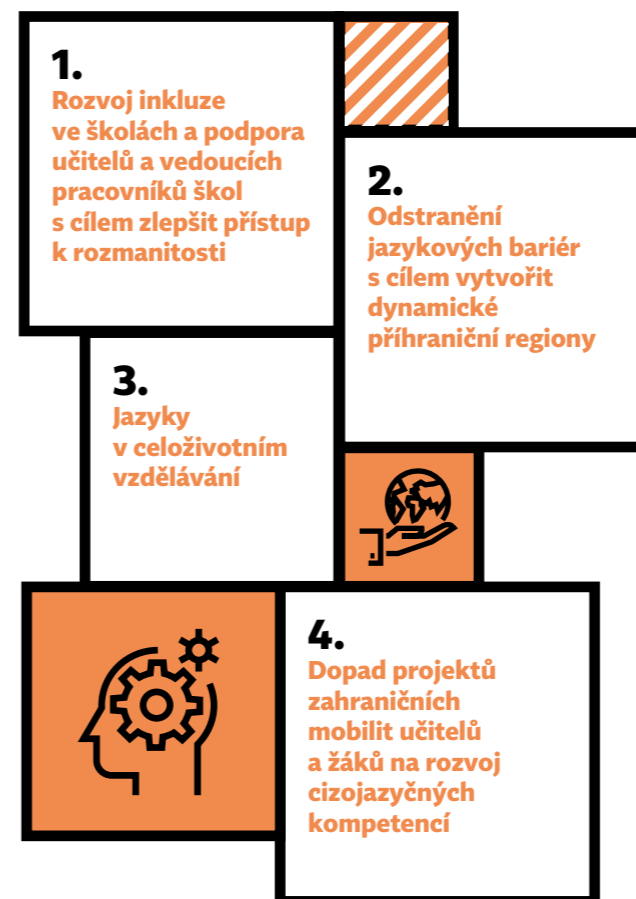 1.
Rozvoj inkluze
ve školách a podpora
učitelů a vedoucích
pracovníků škol
s cílem zlepšit přístup
k rozmanitosti
2.
Odstranění
jazykových bariér
s cílem vytvořit
dynamické
příhraniční regiony
3.
Jazyky
v celoživotním
vzdělávání
4.
Dopad projektů
zahraničních
mobilit učitelů
a žáků na rozvoj
cizojazyčných
kompetencí